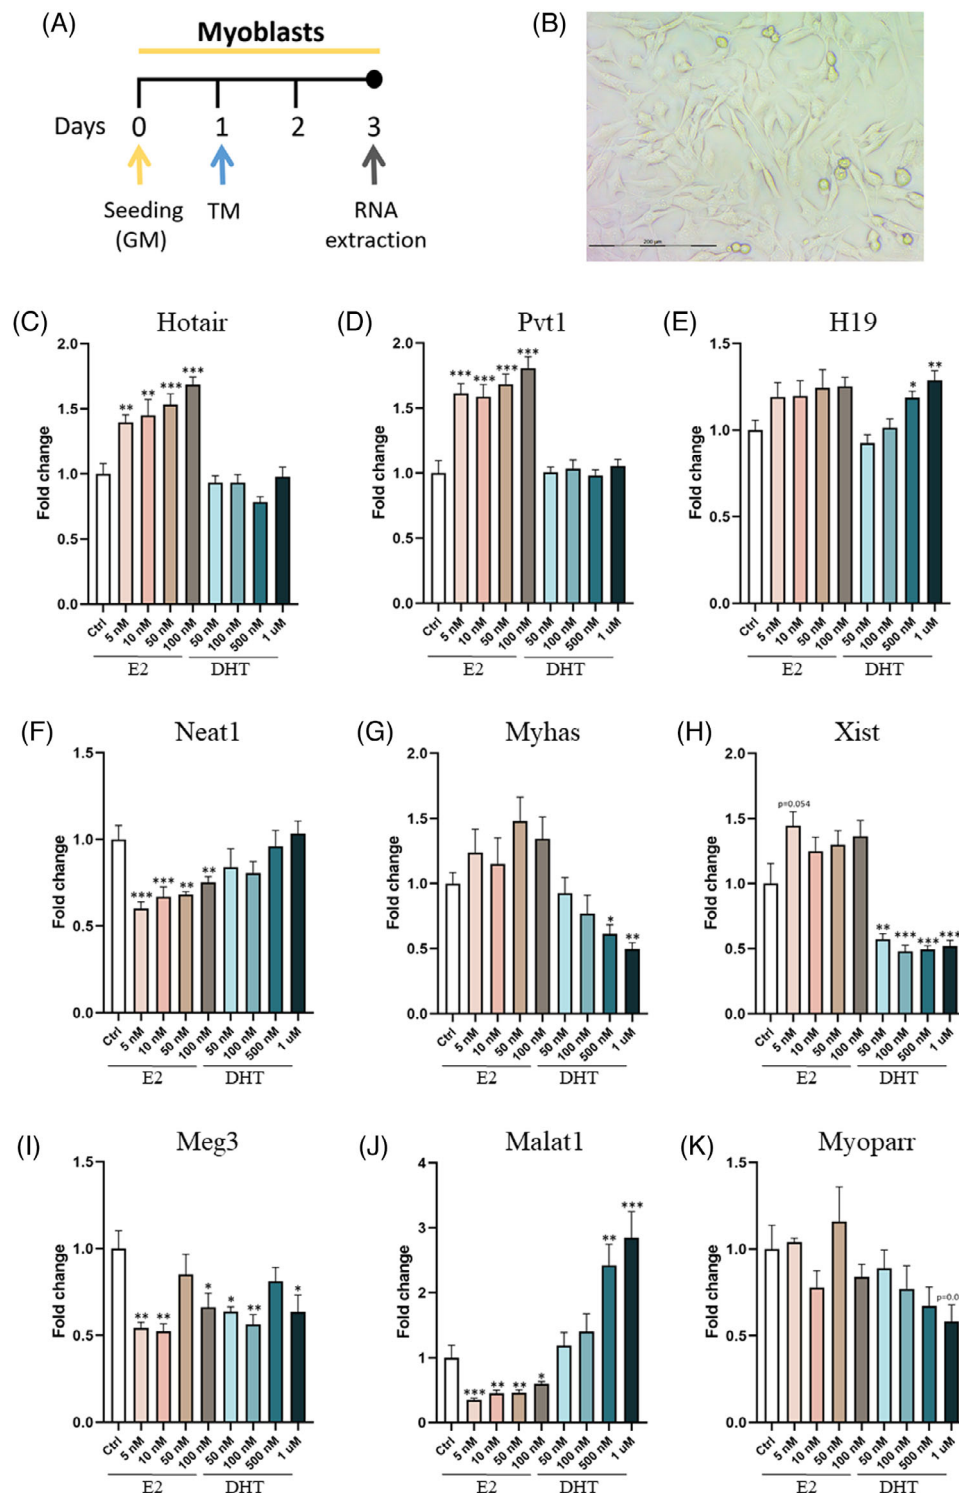 (A)
Myoblasts
Days 0 1 2 3
Seeding (GM) TM RNA extraction
(B)
200 µm
(C) Hotair
Fold change
2.0
1.5
1.0
0.5
0.0
** ** *** ***
Ctrl 5 nM 10 nM 50 nM 100 nM 50 nM 100 nM 500 nM 1 uM
E2 DHT
(D) Pvt1
Fold change
2.0
1.5
1.0
0.5
0.0
*** *** *** ***
Ctrl 5 nM 10 nM 50 nM 100 nM 50 nM 100 nM 500 nM 1 uM
E2 DHT
(E) H19
Fold change
1.5
1.0
0.5
0.0
* **
Ctrl 5 nM 10 nM 50 nM 100 nM 50 nM 100 nM 500 nM 1 uM
E2 DHT
(F) Neat1
Fold change
1.5
1.0
0.5
0.0
*** *** ** **
Ctrl 5 nM 10 nM 50 nM 100 nM 50 nM 100 nM 500 nM 1 uM
E2 DHT
(G) Myhas
Fold change
2.0
1.5
1.0
0.5
0.0
* **
Ctrl 5 nM 10 nM 50 nM 100 nM 50 nM 100 nM 500 nM 1 uM
E2 DHT
(H) Xist
Fold change
2.0
1.5
1.0
0.5
0.0
p=0.054
** *** *** ***
Ctrl 5 nM 10 nM 50 nM 100 nM 50 nM 100 nM 500 nM 1 uM
E2 DHT
(I) Meg3
Fold change
1.5
1.0
0.5
0.0
** ** * * ** *
Ctrl 5 nM 10 nM 50 nM 100 nM 50 nM 100 nM 500 nM 1 uM
E2 DHT
(J) Malat1
Fold change
4
3
2
1
0
*** ** ** * ** ***
Ctrl 5 nM 10 nM 50 nM 100 nM 50 nM 100 nM 500 nM 1 uM
E2 DHT
(K) Myoparr
Fold change
1.5
1.0
0.5
0.0
p=0.0
Ctrl 5 nM 10 nM 50 nM 100 nM 50 nM 100 nM 500 nM 1 uM
E2 DHT